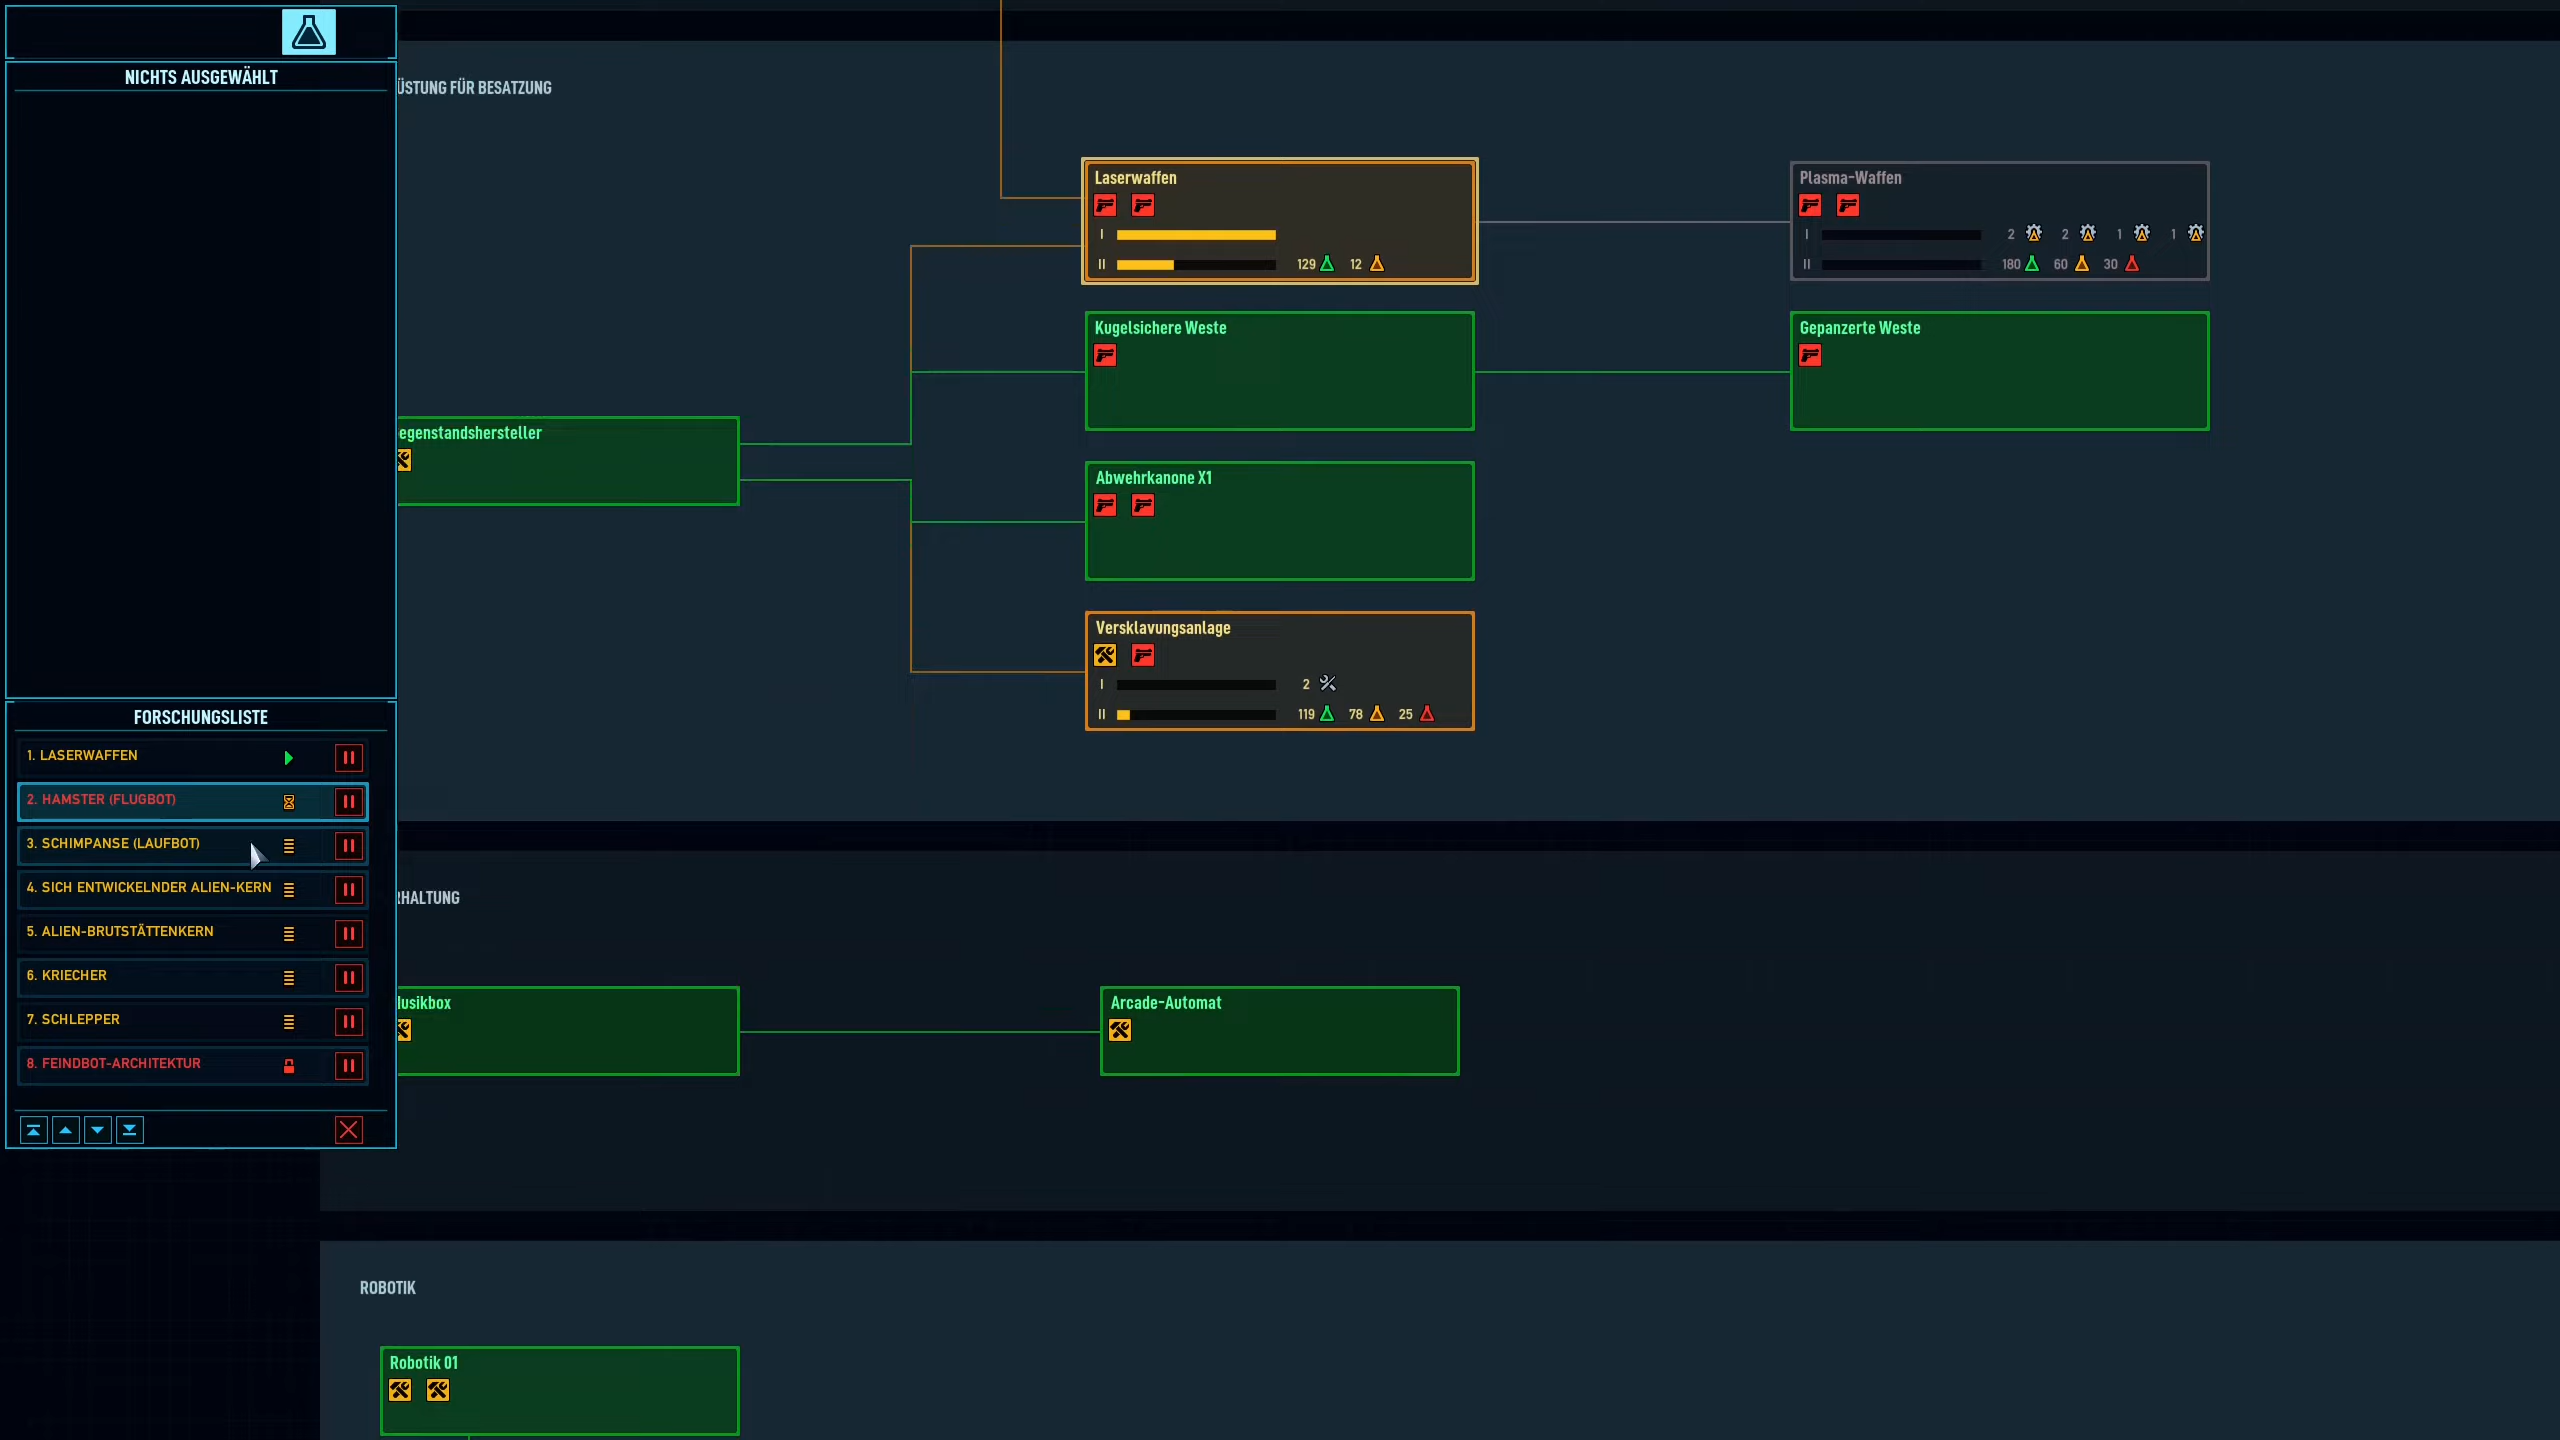 NICHTS AUSGEWÄHLT
ÜSTUNG FÜR BESATZUNG
Laserwaffen
I
II 129 12
Plasma-Waffen
I 2 2 1 1
II 180 60 30
Kugelsichere Weste
Gepanzerte Weste
egenstandshersteller
Abwehrkanone X1
Versklavungsanlage
I 2
II 119 78 25
FORSCHUNGSLISTE
1. LASERWAFFEN
2. HAMSTER (FLUGBOT)
3. SCHIMPANSE (LAUFBOT)
4. SICH ENTWICKELNDER ALIEN-KERN
5. ALIEN-BRUTSTÄTTENKERN
6. KRIECHER
7. SCHLEPPER
8. FEINDBOT-ARCHITEKTUR
RHALTUNG
usikbox
Arcade-Automat
ROBOTIK
Robotik 01